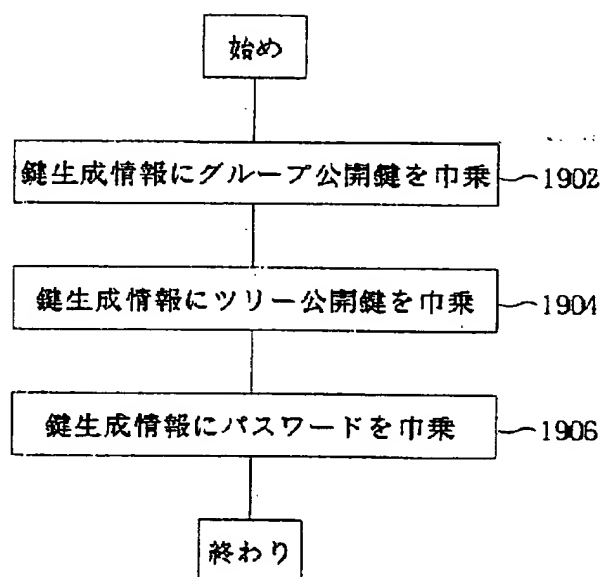 始め
鍵生成情報にグループ公開鍵を巾乗
1902
鍵生成情報にツリー公開鍵を巾乗
1904
鍵生成情報にパスワードを巾乗
1906
終わり